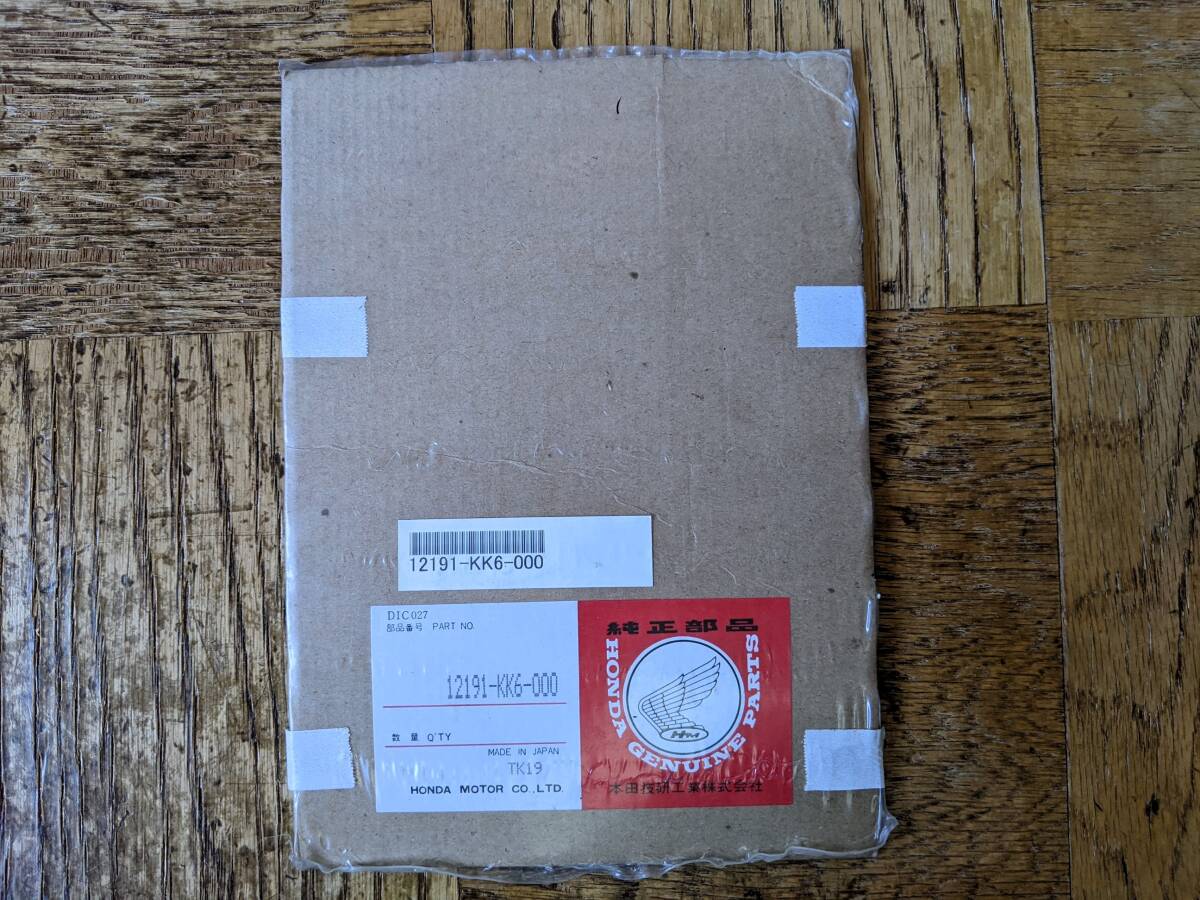 12191-KK6-000
DIC027
部品番号 PART NO.
12191-KK6-000
数量 Q'TY
MADE IN JAPAN
TK19
HONDA MOTOR CO.,LTD.
純正部品
HONDA GENUINE PARTS
HM
本田技研工業株式会社